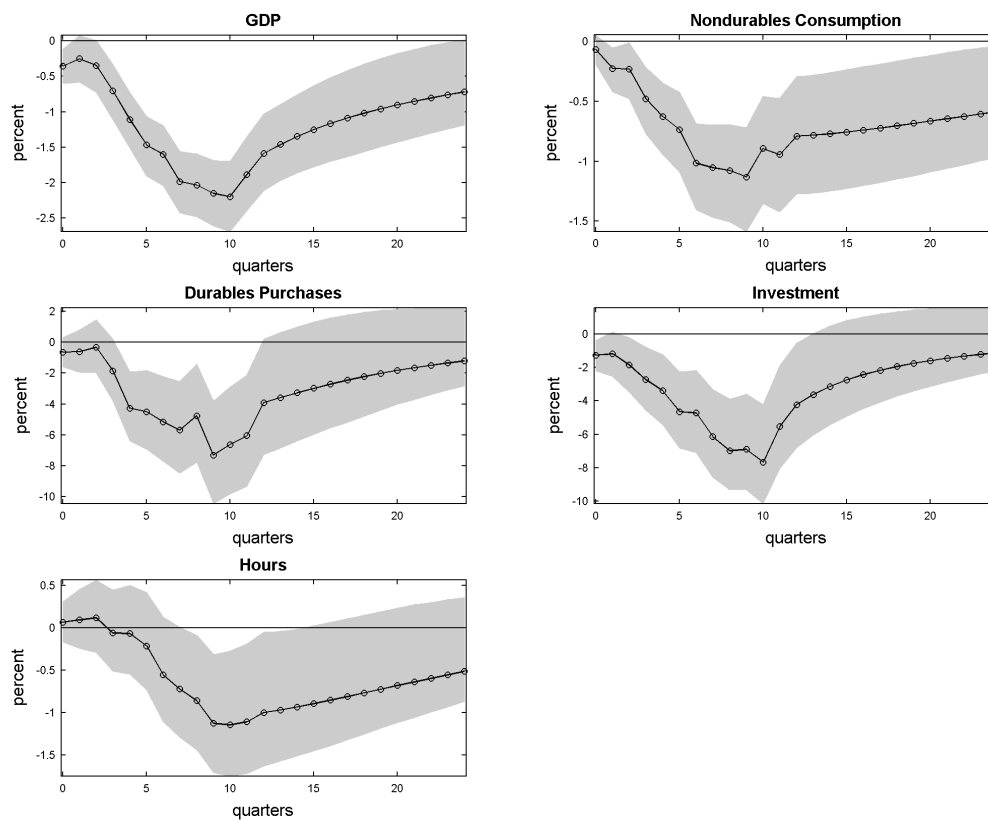 GDP
percent
0
-0.5
-1
-1.5
-2
-2.5
0 5 10 15 20
quarters
Nondurables Consumption
percent
0
-0.5
-1
-1.5
0 5 10 15 20
quarters
Durables Purchases
percent
2
0
-2
-4
-6
-8
-10
0 5 10 15 20
quarters
Investment
percent
0
-2
-4
-6
-8
-10
0 5 10 15 20
quarters
Hours
percent
0.5
0
-0.5
-1
-1.5
0 5 10 15 20
quarters